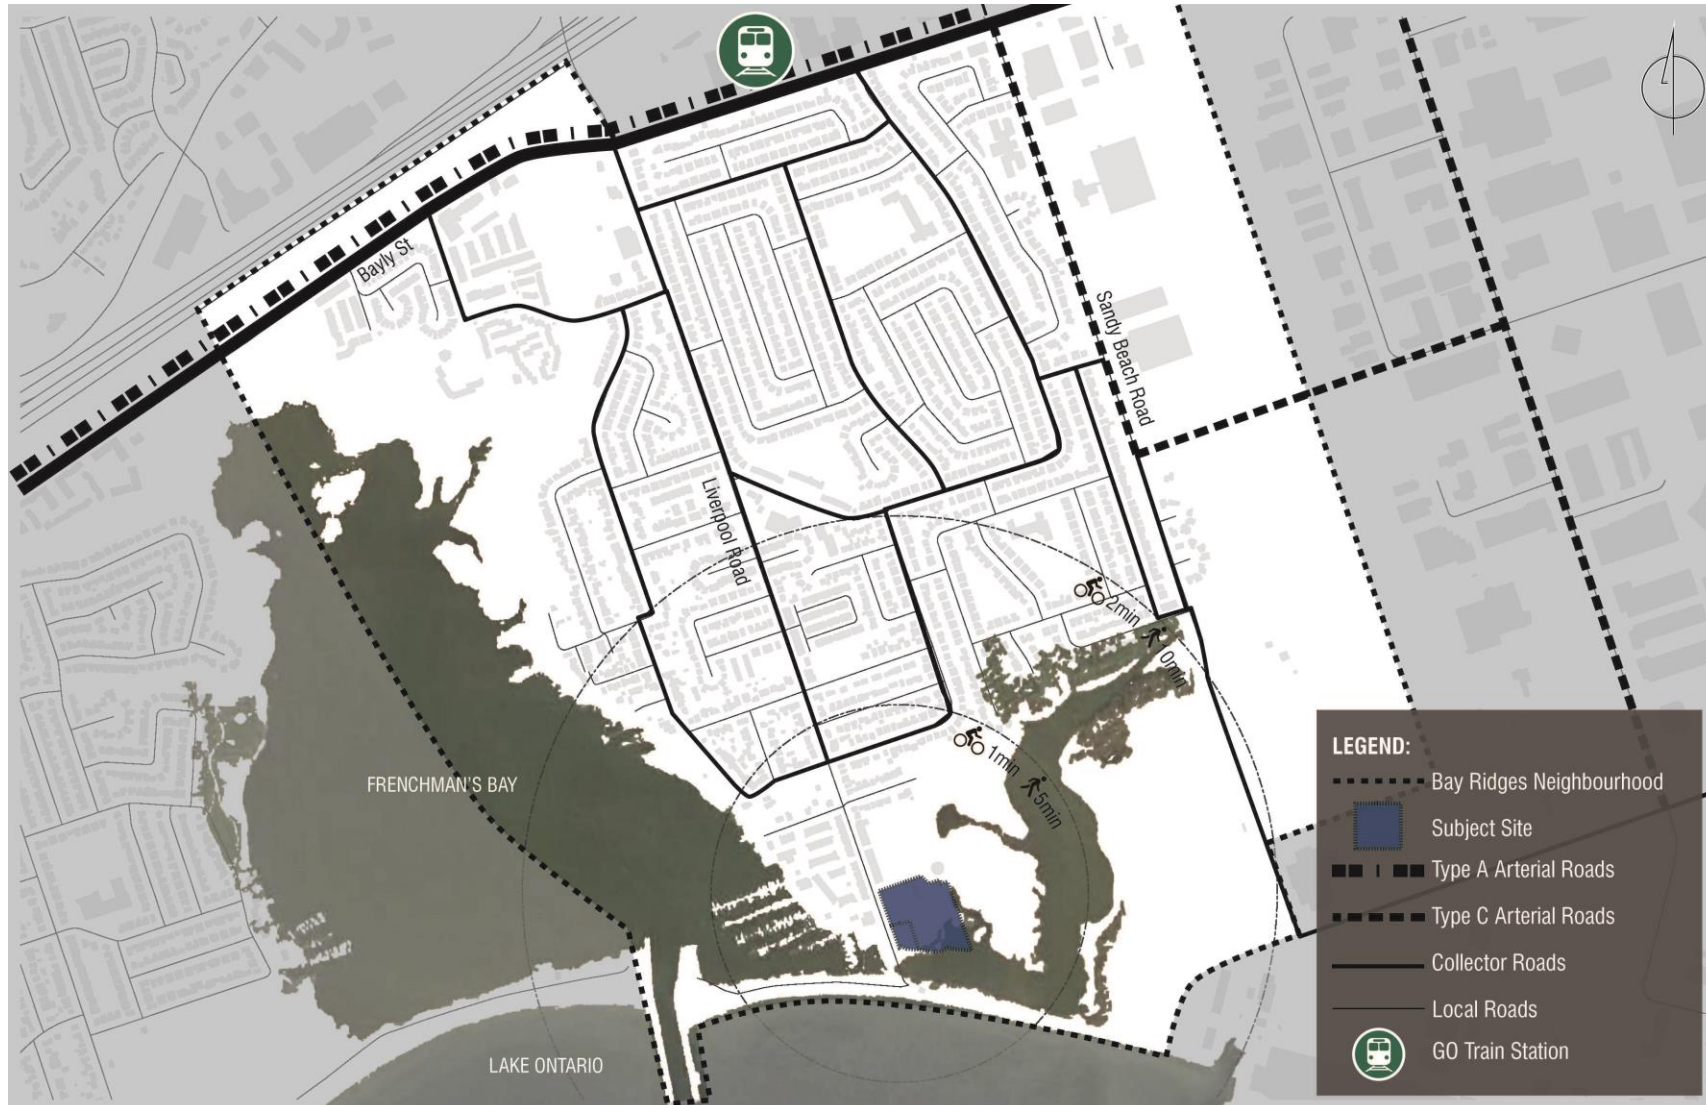 Bayly St
Sandy Beach Road
Liverpool Road
2min
0min
1min
5min
FRENCHMAN'S BAY
LAKE ONTARIO
LEGEND:
Bay Ridges Neighbourhood
Subject Site
Type A Arterial Roads
Type C Arterial Roads
Collector Roads
Local Roads
GO Train Station